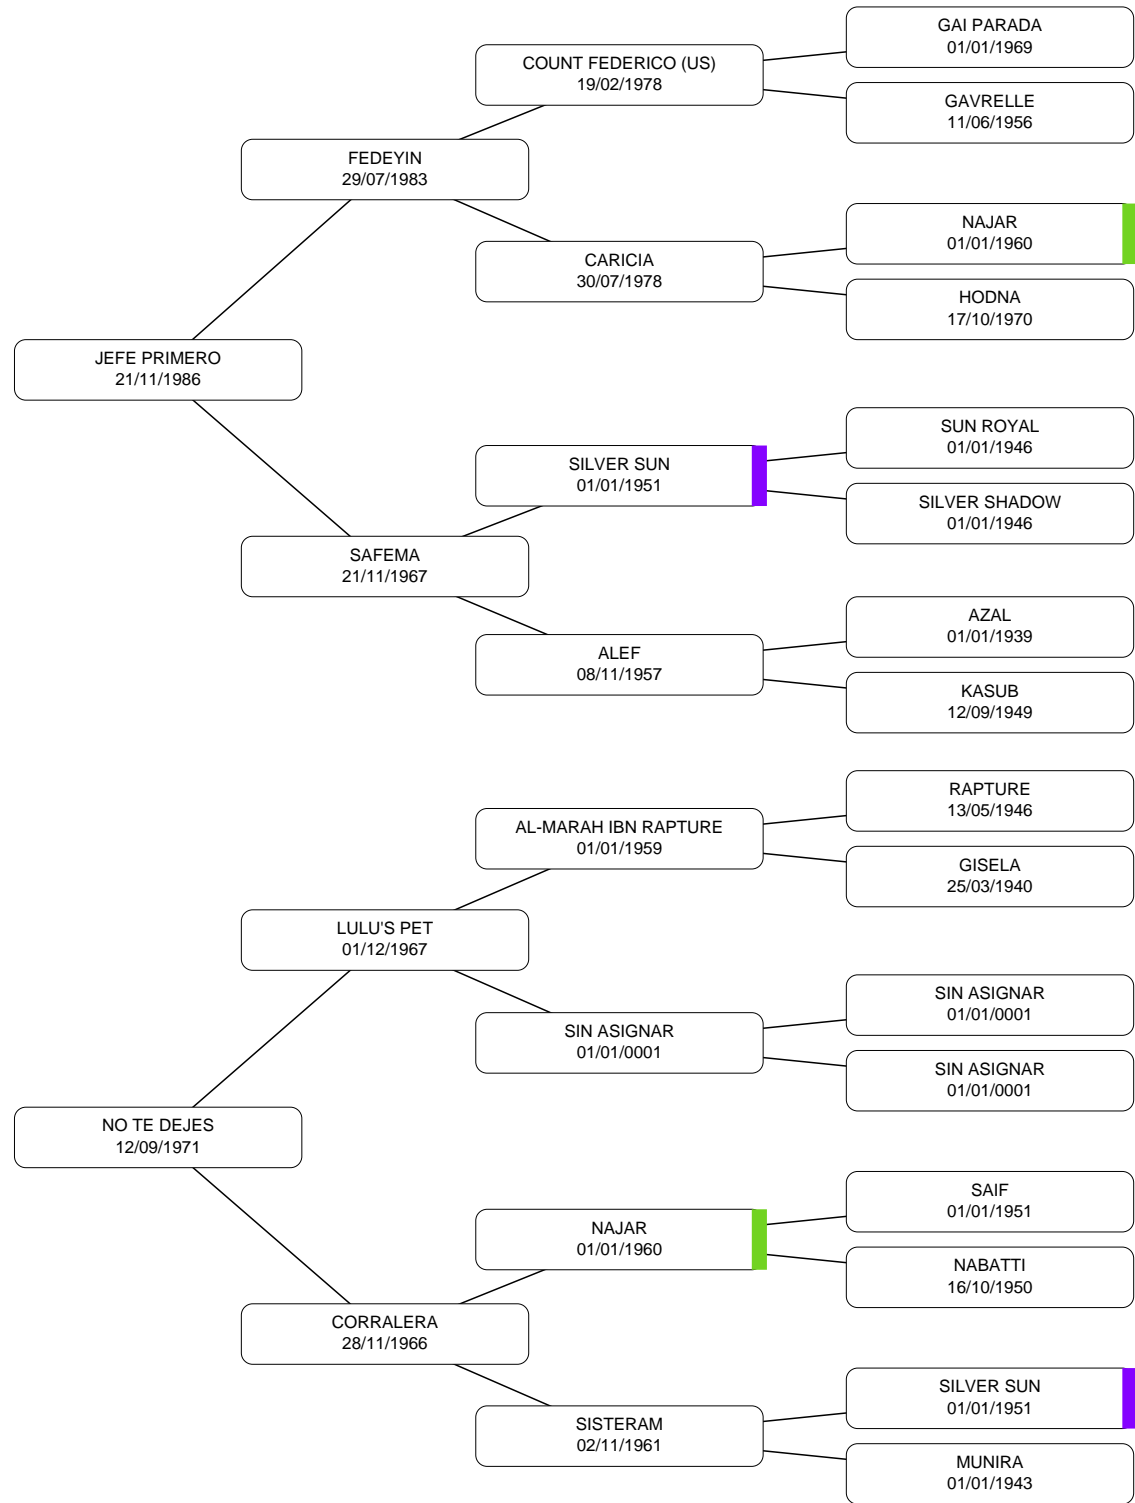 GAI PARADA
01/01/1969
COUNT FEDERICO (US)
19/02/1978
GAVRELLE
11/06/1956
FEDEYIN
29/07/1983
NAJAR
01/01/1960
CARICIA
30/07/1978
HODNA
17/10/1970
JEFE PRIMERO
21/11/1986
SUN ROYAL
01/01/1946
SILVER SUN
01/01/1951
SILVER SHADOW
01/01/1946
SAFEMA
21/11/1967
AZAL
01/01/1939
ALEF
08/11/1957
KASUB
12/09/1949
RAPTURE
13/05/1946
AL-MARAH IBN RAPTURE
01/01/1959
GISELA
25/03/1940
LULU'S PET
01/12/1967
SIN ASIGNAR
01/01/0001
SIN ASIGNAR
01/01/0001
SIN ASIGNAR
01/01/0001
NO TE DEJES
12/09/1971
SAIF
01/01/1951
NAJAR
01/01/1960
NABATTI
16/10/1950
CORRALERA
28/11/1966
SILVER SUN
01/01/1951
SISTERAM
02/11/1961
MUNIRA
01/01/1943